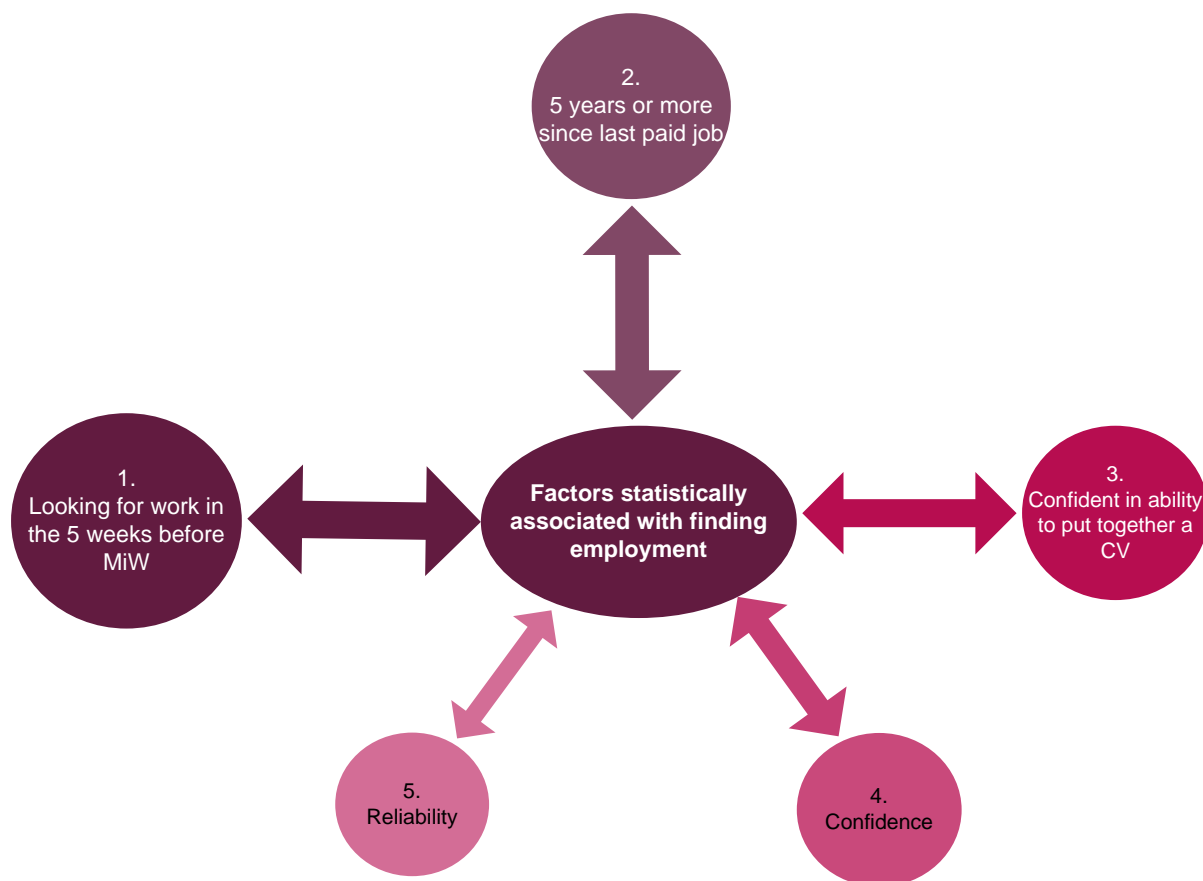 2.
5 years or more
since last paid job
1.
Looking for work in
the 5 weeks before
MiW
Factors statistically
associated with finding
employment
3.
Confident in ability
to put together a
CV
5.
Reliability
4.
Confidence